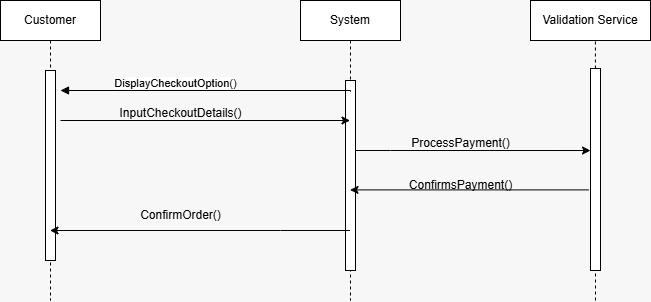 Customer
System
Validation Service
DisplayCheckoutOption()
InputCheckoutDetails()
ProcessPayment()
ConfirmsPayment()
ConfirmOrder()